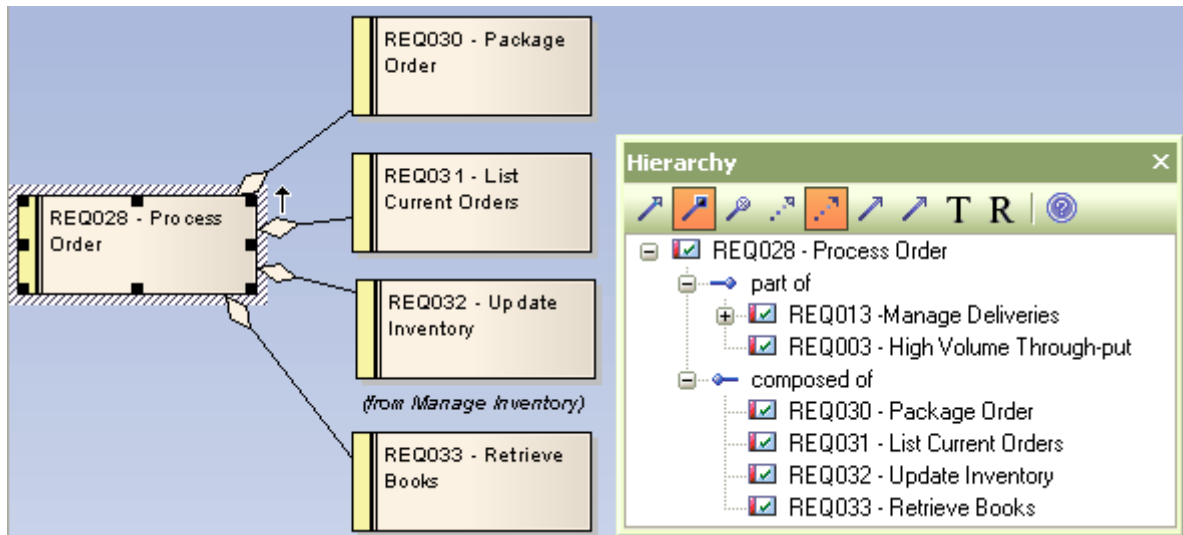 REQ030 - Package
Order
REQ031 - List
Current Orders
REQ028 - Process
Order
REQ032 - Update
Inventory
(from Manage Inventory)
REQ033 - Retrieve
Books
Hierarchy
T R
REQ028 - Process Order
part of
REQ013 -Manage Deliveries
REQ003 - High Volume Through-put
composed of
REQ030 - Package Order
REQ031 - List Current Orders
REQ032 - Update Inventory
REQ033 - Retrieve Books